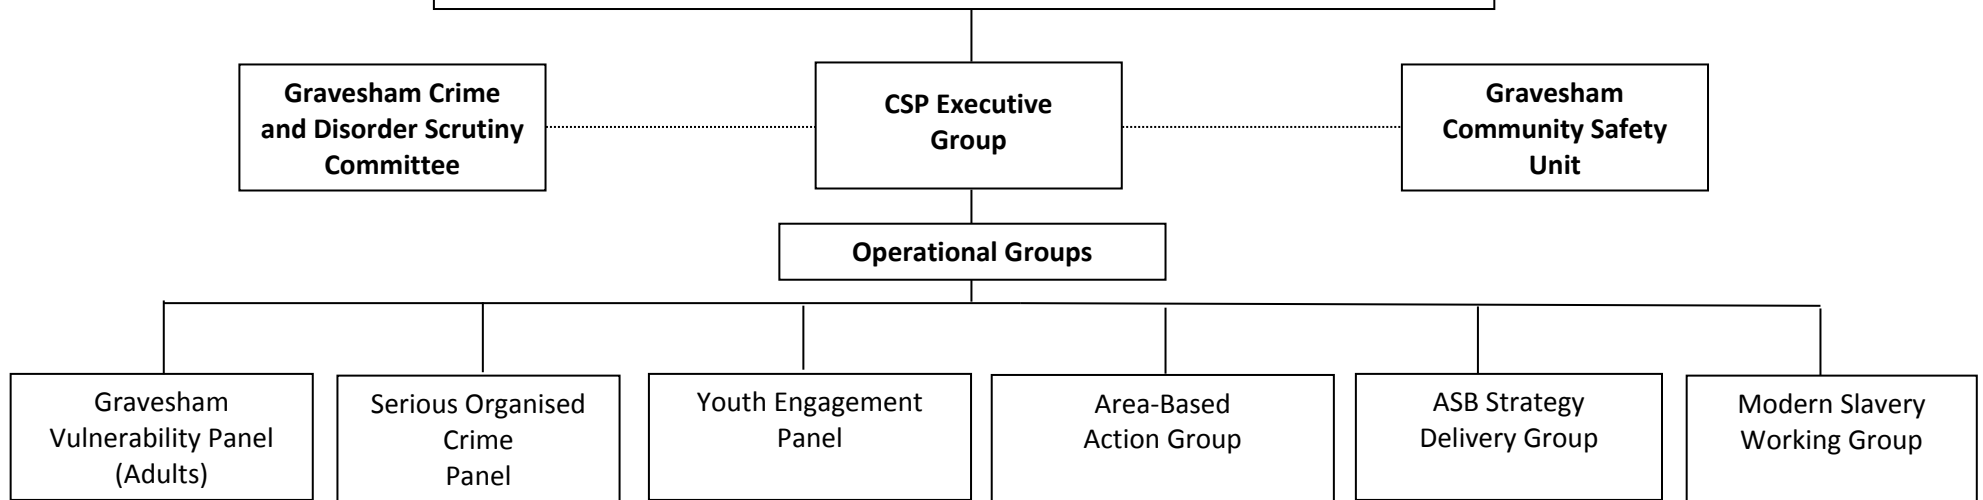 Gravesham Crime
and Disorder Scrutiny
Committee
CSP Executive
Group
Gravesham
Community Safety
Unit
Operational Groups
Gravesham
Vulnerability Panel
(Adults)
Serious Organised
Crime
Panel
Youth Engagement
Panel
Area-Based
Action Group
ASB Strategy
Delivery Group
Modern Slavery
Working Group